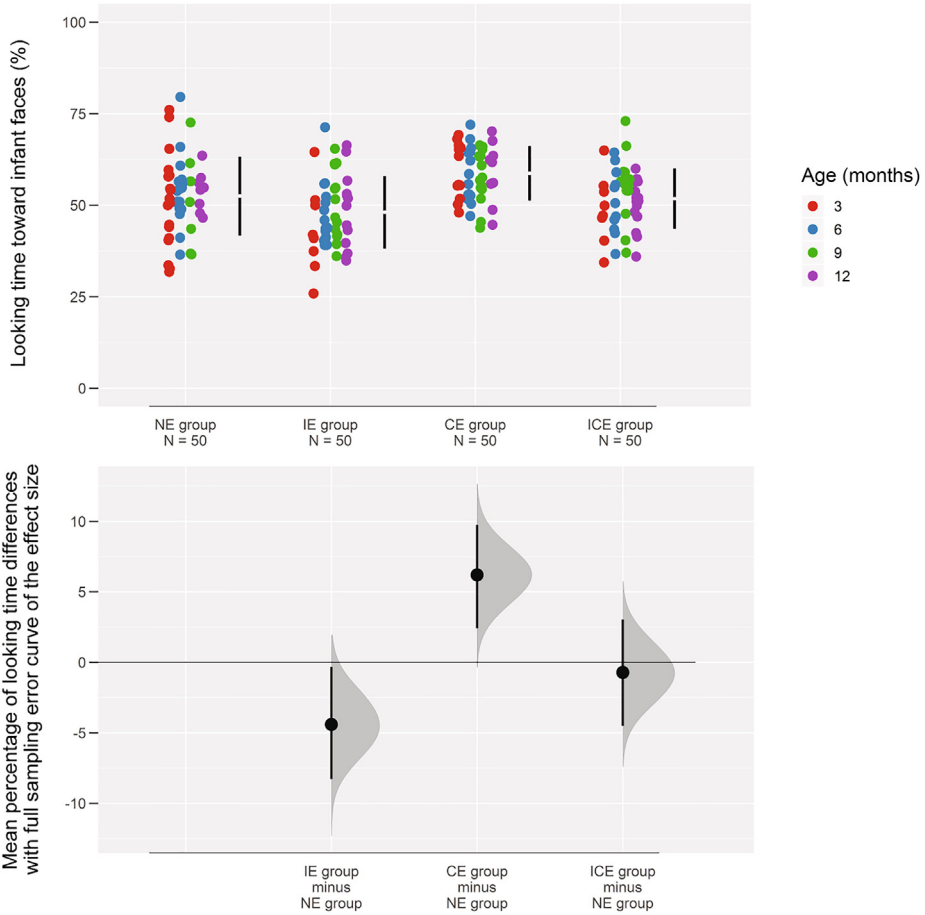 Looking time toward infant faces (%)
100
75
50
25
0
NE group
N = 50
IE group
N = 50
CE group
N = 50
ICE group
N = 50
Age (months)
3
6
9
12
Mean percentage of looking time differences
with full sampling error curve of the effect size
10
5
0
-5
-10
IE group
minus
NE group
CE group
minus
NE group
ICE group
minus
NE group